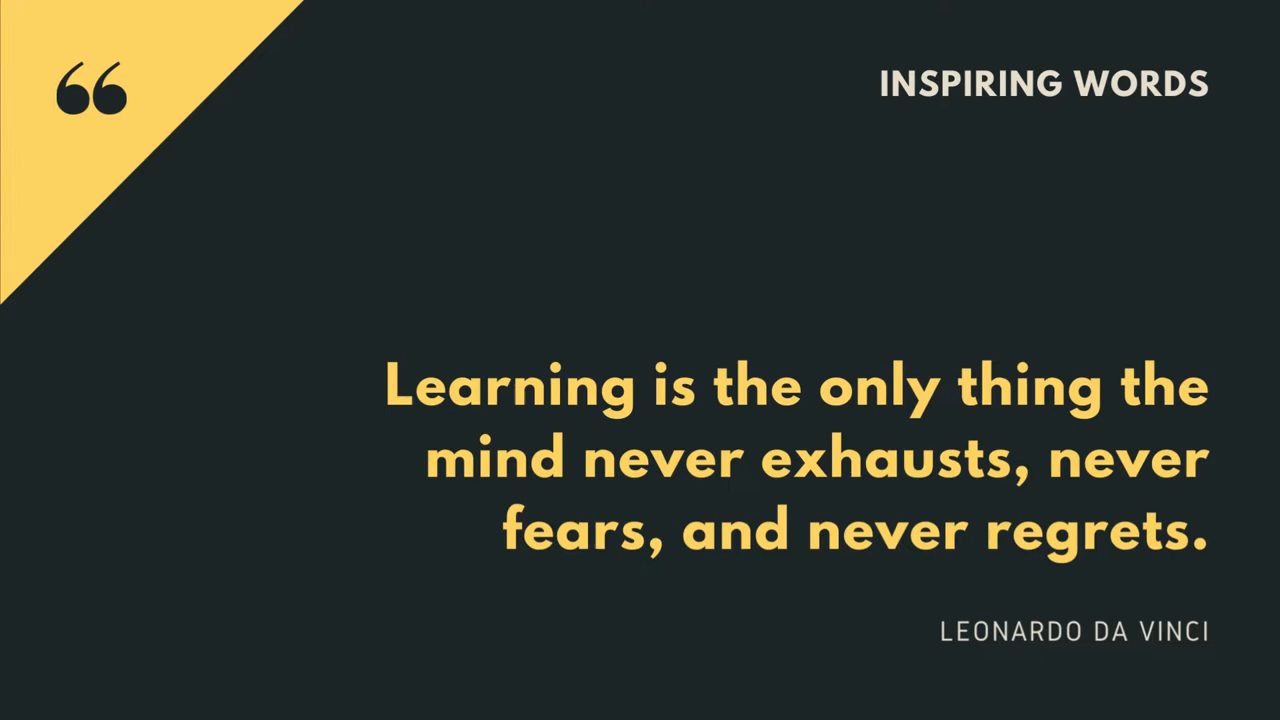 “
INSPIRING WORDS
Learning is the only thing the
mind never exhausts, never
fears, and never regrets.
LEONARDO DA VINCI